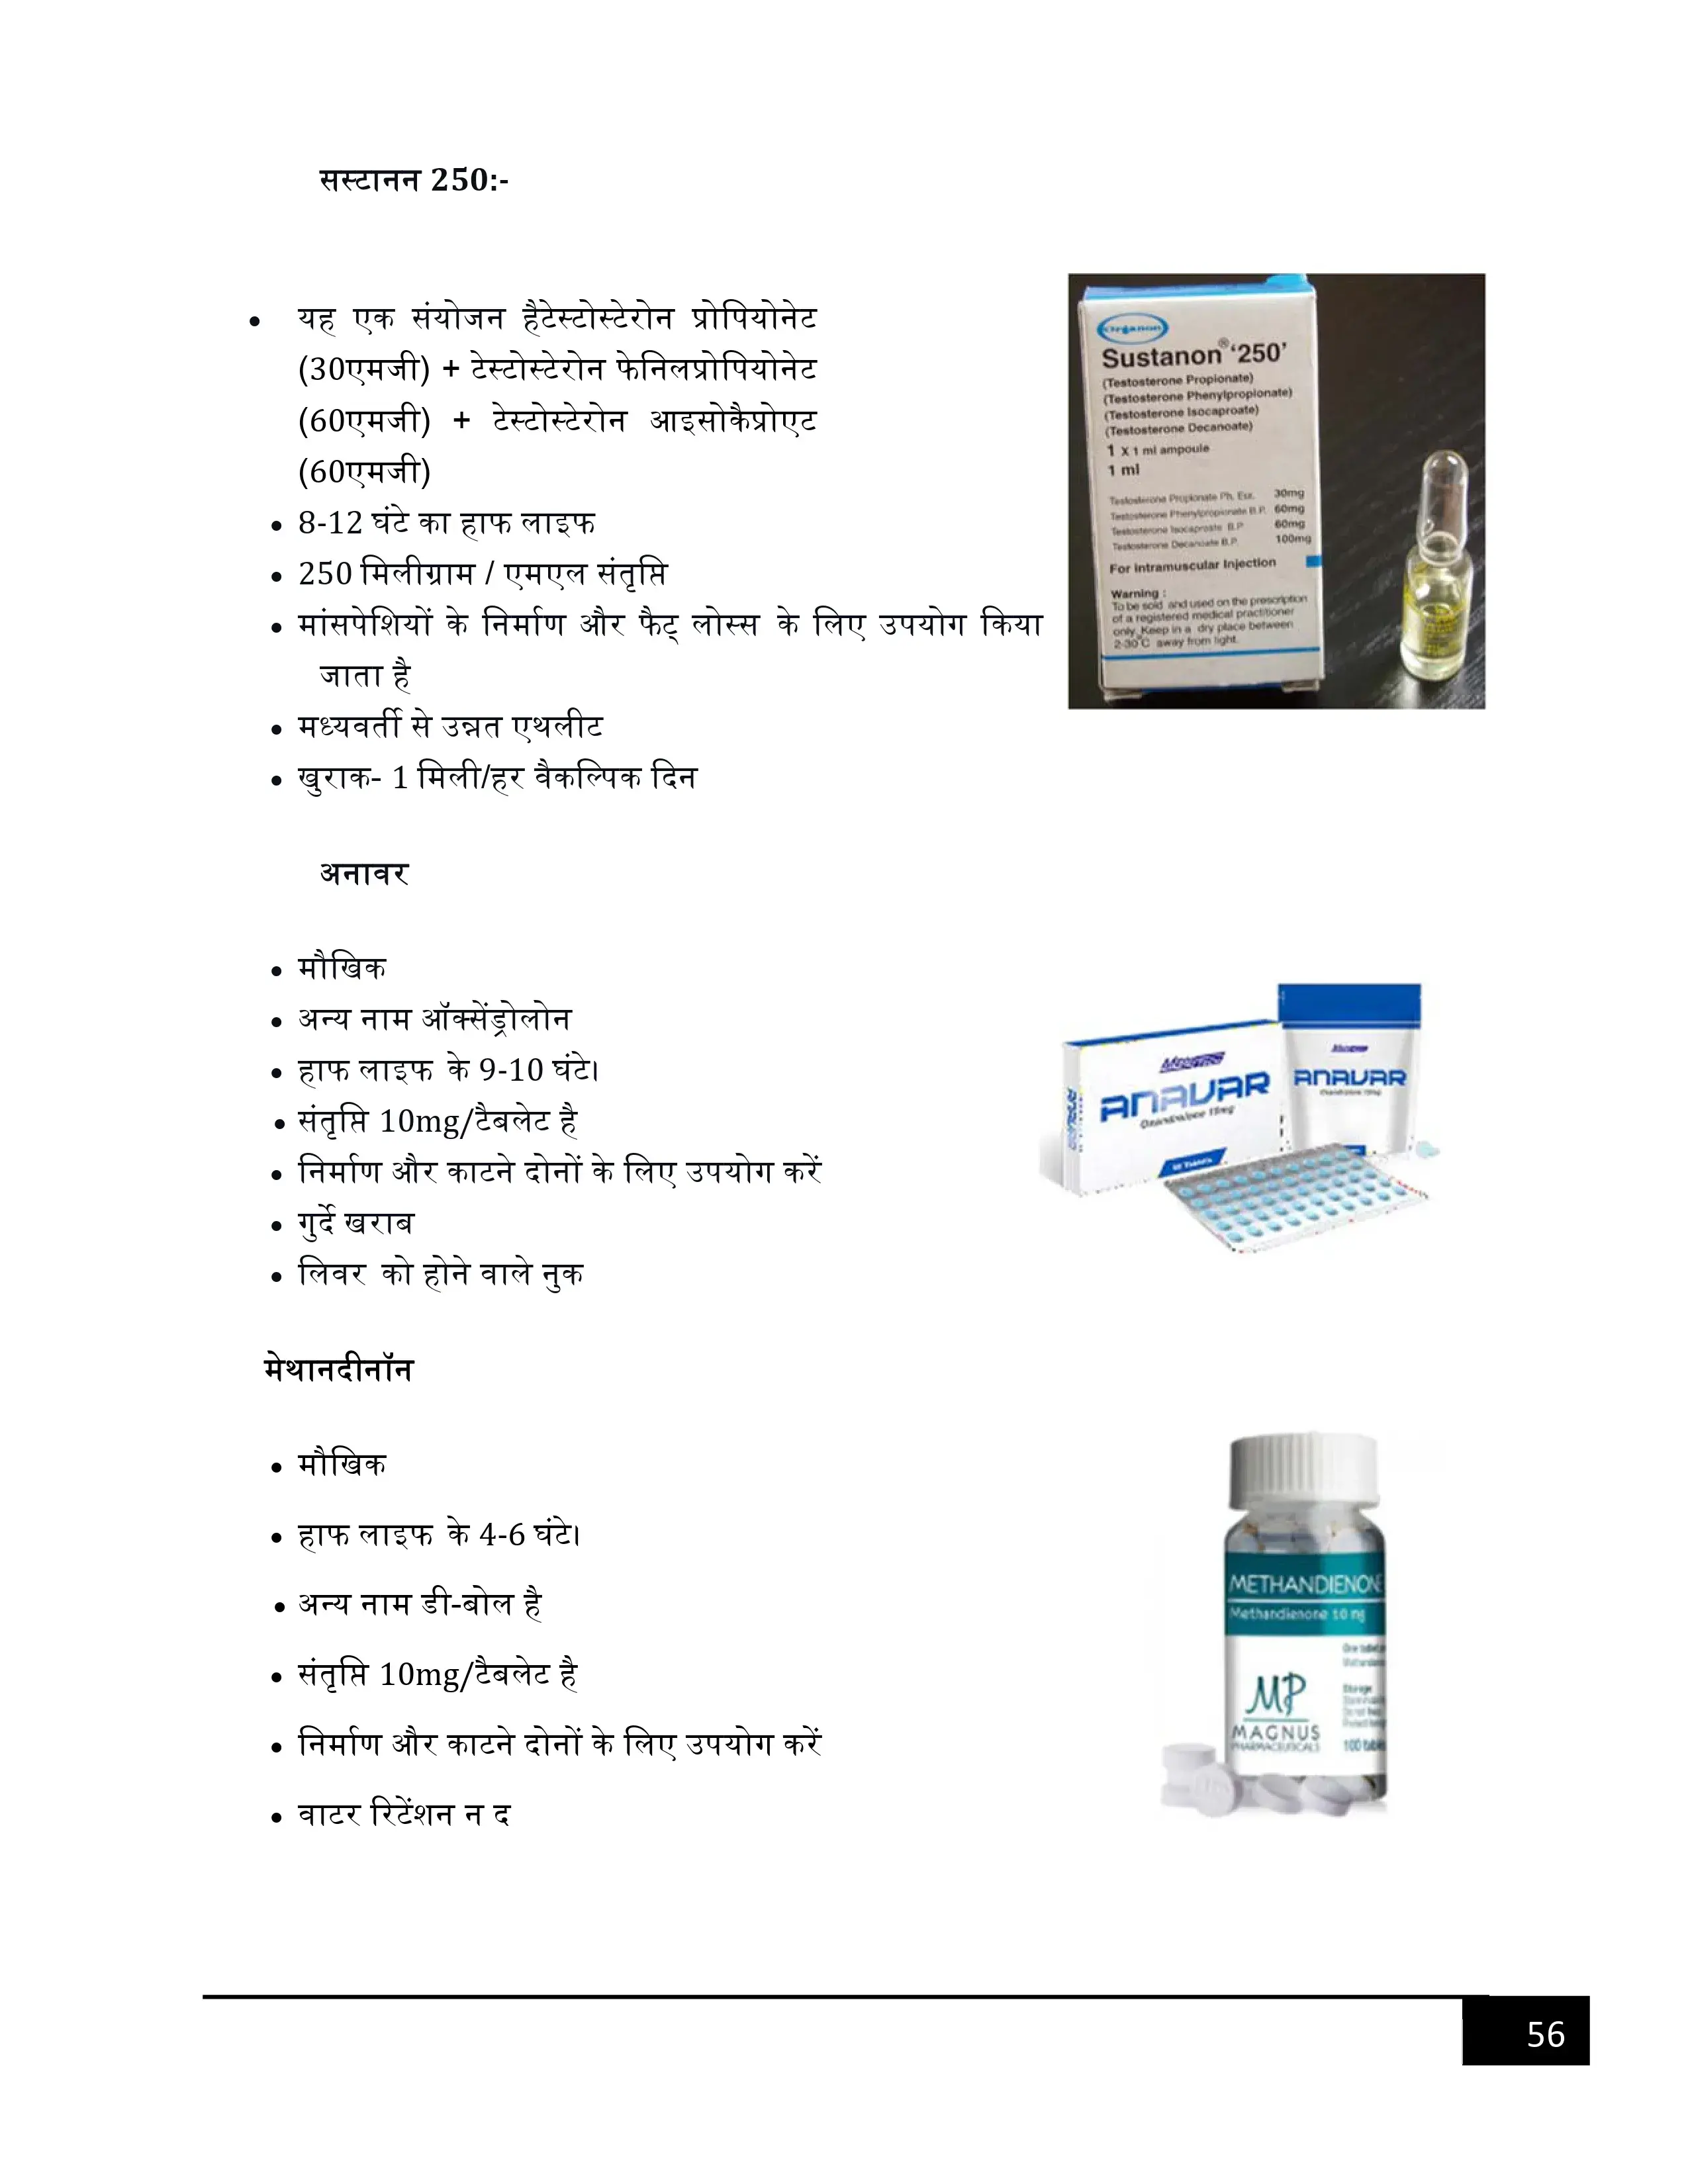 सस्टानन 250:-
• यह एक संयोजन हैटेस्टोस्टेरोन प्रोपियोनेट
(30एमजी) + टेस्टोस्टेरोन फेनिलप्रोपियोनेट
(60एमजी) + टेस्टोस्टेरोन आइसोकैप्रोएट
(60एमजी)
• 8-12 घंटे का हाफ लाइफ
• 250 मिलीग्राम / एमएल संतृप्ति
• मांसपेशियों के निर्माण और फैट् लोस्स के लिए उपयोग किया
जाता है
• मध्यवर्ती से उन्नत एथलीट
• खुराक- 1 मिली/हर वैकल्पिक दिन
Organon
Sustanon® ‘250’
(Testosterone Propionate)
(Testosterone Phenylpropionate)
(Testosterone Isocaproate)
(Testosterone Decanoate)
1 X 1 ml ampoule
1 ml
Testosterone Propionate Ph. Eur. 30mg
Testosterone Phenylpropionate B.P. 60mg
Testosterone Isocaproate B.P 60mg
Testosterone Decanoate B.P. 100mg
For intramuscular Injection
Warning :
To be sold and used on the prescription
of a registered medical practitioner
only. Keep in a dry place between
2-30°C away from light.
अनावर
• मौखिक
• अन्य नाम ऑक्सेंड्रोलोन
• हाफ लाइफ के 9-10 घंटे।
• संतृप्ति 10mg/टैबलेट है
• निर्माण और काटने दोनों के लिए उपयोग करें
• गुर्दे खराब
• लिवर को होने वाले नुक
ANAVAR
Oxandrolone 10mg
ANAVAR
मेथानदीनॉन
• मौखिक
• हाफ लाइफ के 4-6 घंटे।
• अन्य नाम डी-बोल है
• संतृप्ति 10mg/टैबलेट है
• निर्माण और काटने दोनों के लिए उपयोग करें
• वाटर रिटेंशन न द
METHANDIENONE
Methandienone 10 mg
Storage
MP
MAGNUS
PHARMACEUTICALS
56